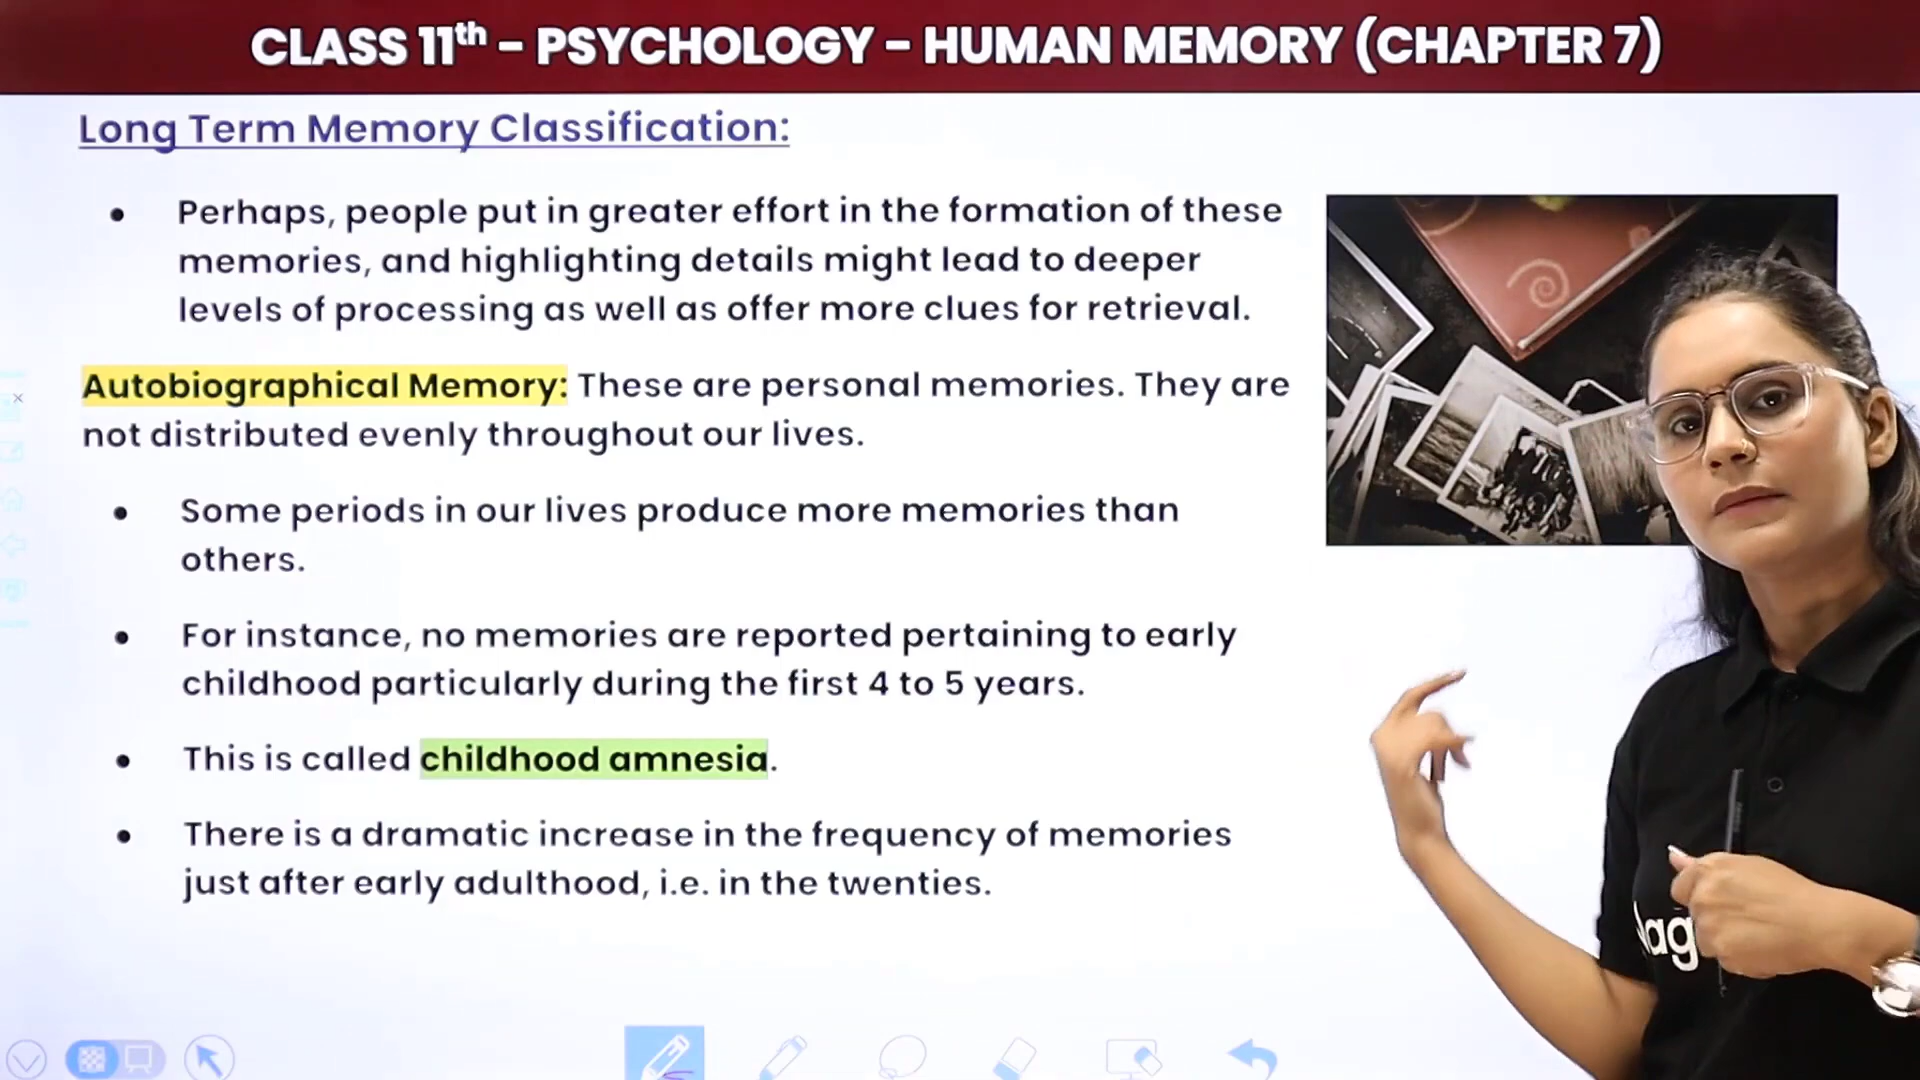 CLASS 11th - PSYCHOLOGY - HUMAN MEMORY (CHAPTER 7)
Long Term Memory Classification:
• Perhaps, people put in greater effort in the formation of these
memories, and highlighting details might lead to deeper
levels of processing as well as offer more clues for retrieval.
Autobiographical Memory: These are personal memories. They are
not distributed evenly throughout our lives.
• Some periods in our lives produce more memories than
others.
• For instance, no memories are reported pertaining to early
childhood particularly during the first 4 to 5 years.
• This is called childhood amnesia.
• There is a dramatic increase in the frequency of memories
just after early adulthood, i.e. in the twenties.